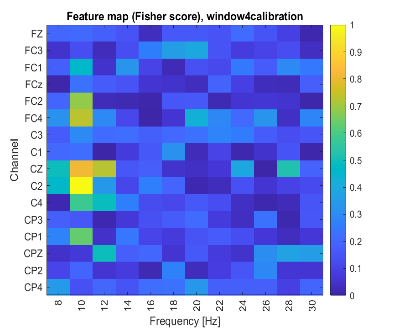 Feature map (Fisher score), window4calibration
FZ
FC3
FC1
FCz
FC2
FC4
C3
C1
CZ
C2
C4
CP3
CP1
CPZ
CP2
CP4
Channel
8 10 12 14 16 18 20 22 24 26 28 30
Frequency [Hz]
1
0.9
0.8
0.7
0.6
0.5
0.4
0.3
0.2
0.1
0